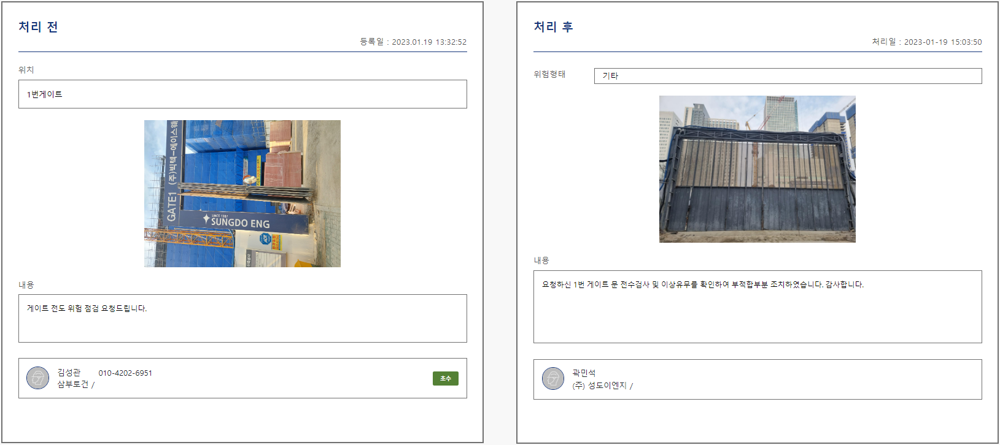 처리 전
등록일 : 2023.01.19 13:32:52
위치
1번게이트
GATE1 (주)빅텍-에이스웨
SINCE 1987
SUNGDO ENG
내용
게이트 전도 위험 점검 요청드립니다.
김성관 010-4202-6951
삼부토건 /
초수
처리 후
처리일 : 2023-01-19 15:03:50
위험형태
기타
내용
요청하신 1번 게이트 문 전수검사 및 이상유무를 확인하여 부적합부분 조치하였습니다. 감사합니다.
곽민석
(주) 성도이엔지 /